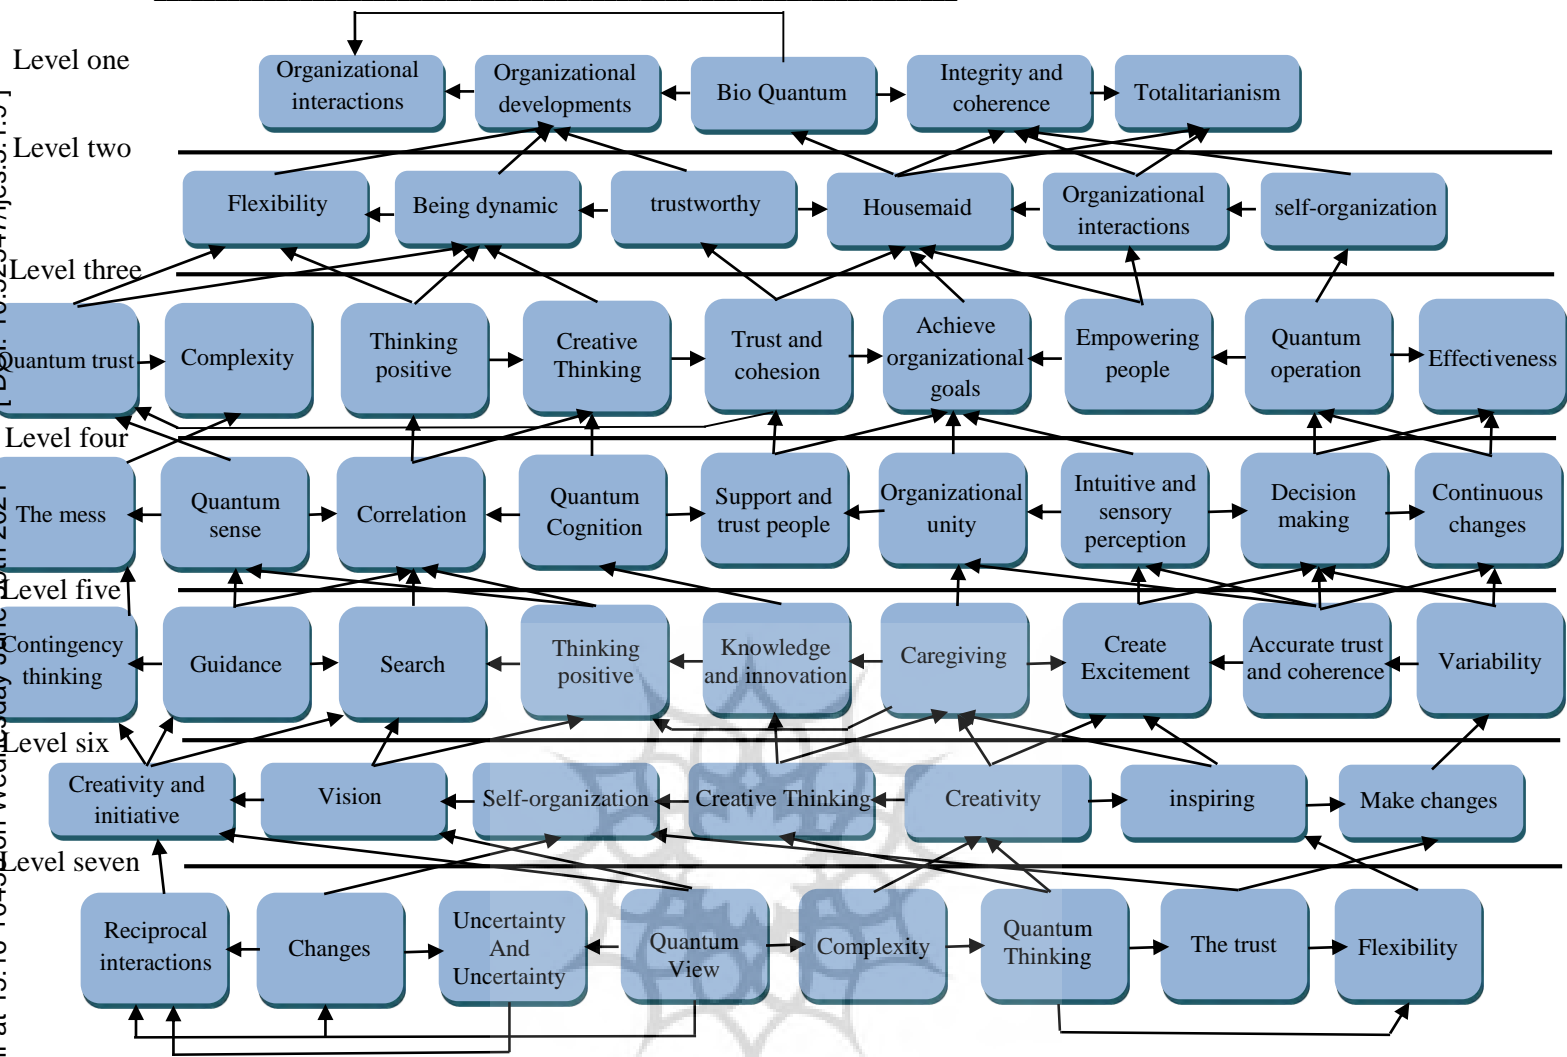 Level one
Organizational
interactions
Organizational
developments
Bio Quantum
Integrity and
coherence
Totalitarianism
Level two
Flexibility
Being dynamic
trustworthy
Housemaid
Organizational
interactions
self-organization
Level three
Quantum trust
Complexity
Thinking
positive
Creative
Thinking
Trust and
cohesion
Achieve
organizational
goals
Empowering
people
Quantum
operation
Effectiveness
Level four
The mess
Quantum
sense
Correlation
Quantum
Cognition
Support and
trust people
Organizational
unity
Intuitive and
sensory
perception
Decision
making
Continuous
changes
Level five
Contingency
thinking
Guidance
Search
Thinking
positive
Knowledge
and innovation
Caregiving
Create
Excitement
Accurate trust
and coherence
Variability
Level six
Creativity and
initiative
Vision
Self-organization
Creative Thinking
Creativity
inspiring
Make changes
Level seven
Reciprocal
interactions
Changes
Uncertainty
And
Uncertainty
Quantum
View
Complexity
Quantum
Thinking
The trust
Flexibility